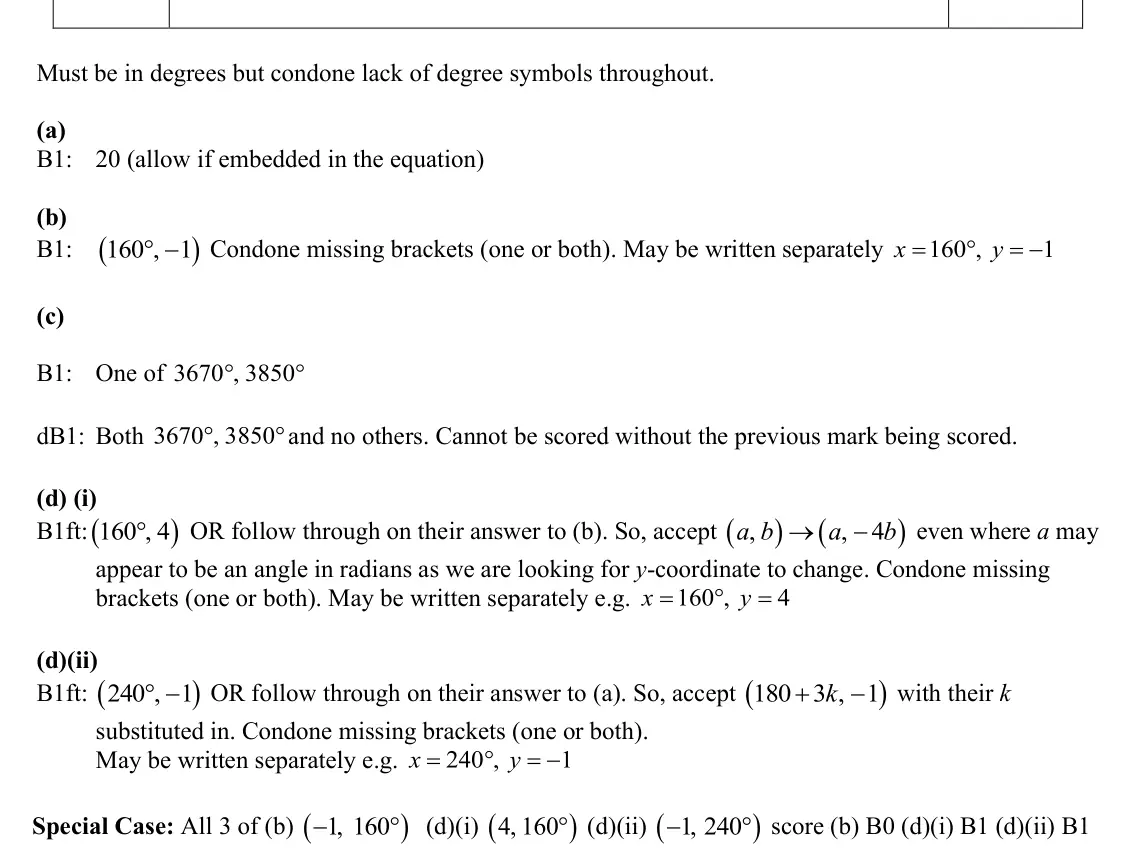 Must be in degrees but condone lack of degree symbols throughout.
(a)
B1: 20 (allow if embedded in the equation)
(b)
B1: (160°, −1) Condone missing brackets (one or both). May be written separately x = 160°, y = −1
(c)
B1: One of 3670°, 3850°
dB1: Both 3670°, 3850° and no others. Cannot be scored without the previous mark being scored.
(d) (i)
B1ft: (160°, 4) OR follow through on their answer to (b). So, accept (a, b) → (a, −4b) even where a may
appear to be an angle in radians as we are looking for y-coordinate to change. Condone missing
brackets (one or both). May be written separately e.g. x = 160°, y = 4
(d)(ii)
B1ft: (240°, −1) OR follow through on their answer to (a). So, accept (180 + 3k, −1) with their k
substituted in. Condone missing brackets (one or both).
May be written separately e.g. x = 240°, y = −1
Special Case: All 3 of (b) (−1, 160°) (d)(i) (4, 160°) (d)(ii) (−1, 240°) score (b) B0 (d)(i) B1 (d)(ii) B1